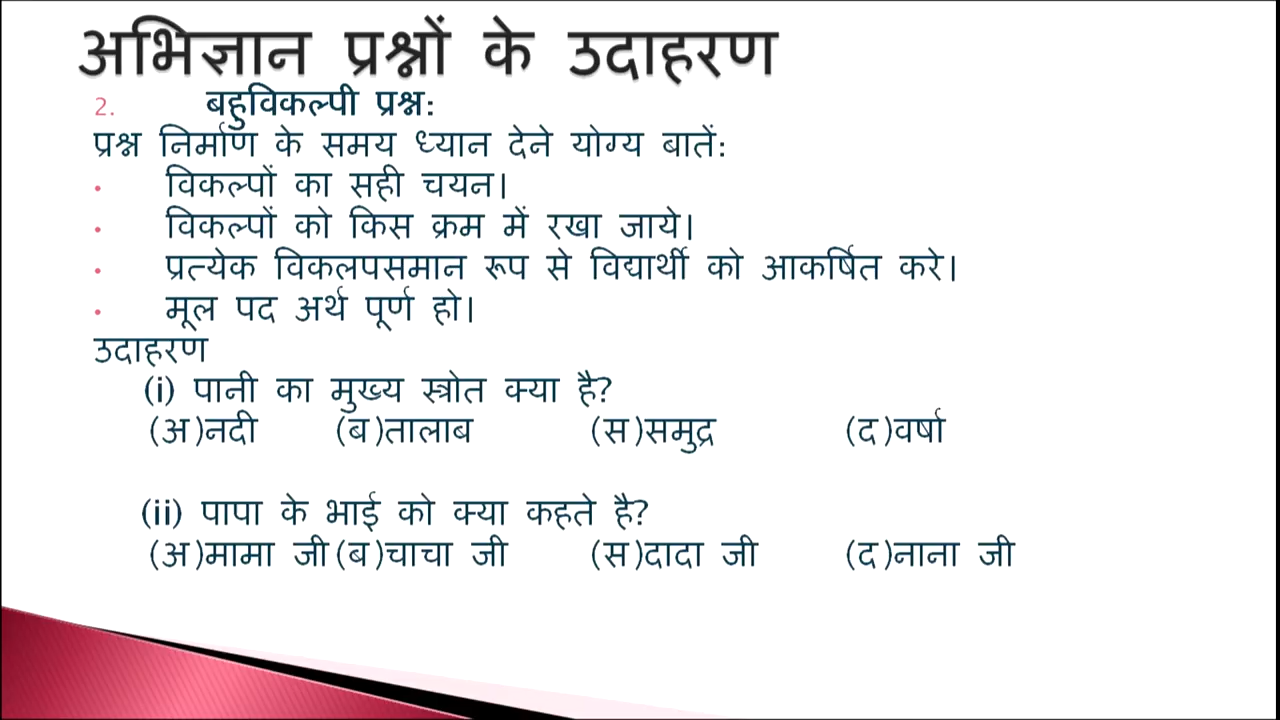 अभिज्ञान प्रश्नों के उदाहरण
2. बहुविकल्पी प्रश्न:
प्रश्न निर्माण के समय ध्यान देने योग्य बातें:
• विकल्पों का सही चयन।
• विकल्पों को किस क्रम में रखा जाये।
• प्रत्येक विकलपसमान रूप से विद्यार्थी को आकर्षित करे।
• मूल पद अर्थ पूर्ण हो।
उदाहरण
(i) पानी का मुख्य स्त्रोत क्या है?
(अ)नदी (ब)तालाब (स)समुद्र (द)वर्षा
(ii) पापा के भाई को क्या कहते है?
(अ)मामा जी (ब)चाचा जी (स)दादा जी (द)नाना जी